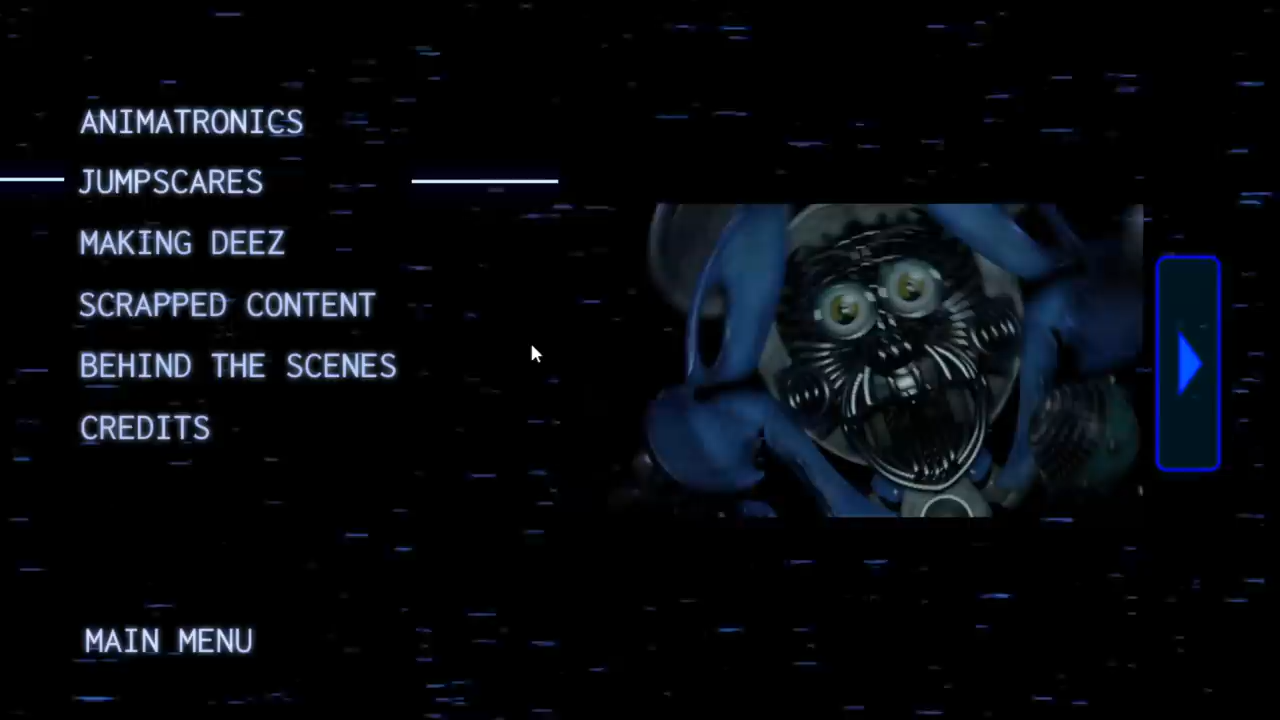 ANIMATRONICS
JUMPSCARES
MAKING DEEZ
SCRAPPED CONTENT
BEHIND THE SCENES
CREDITS
MAIN MENU